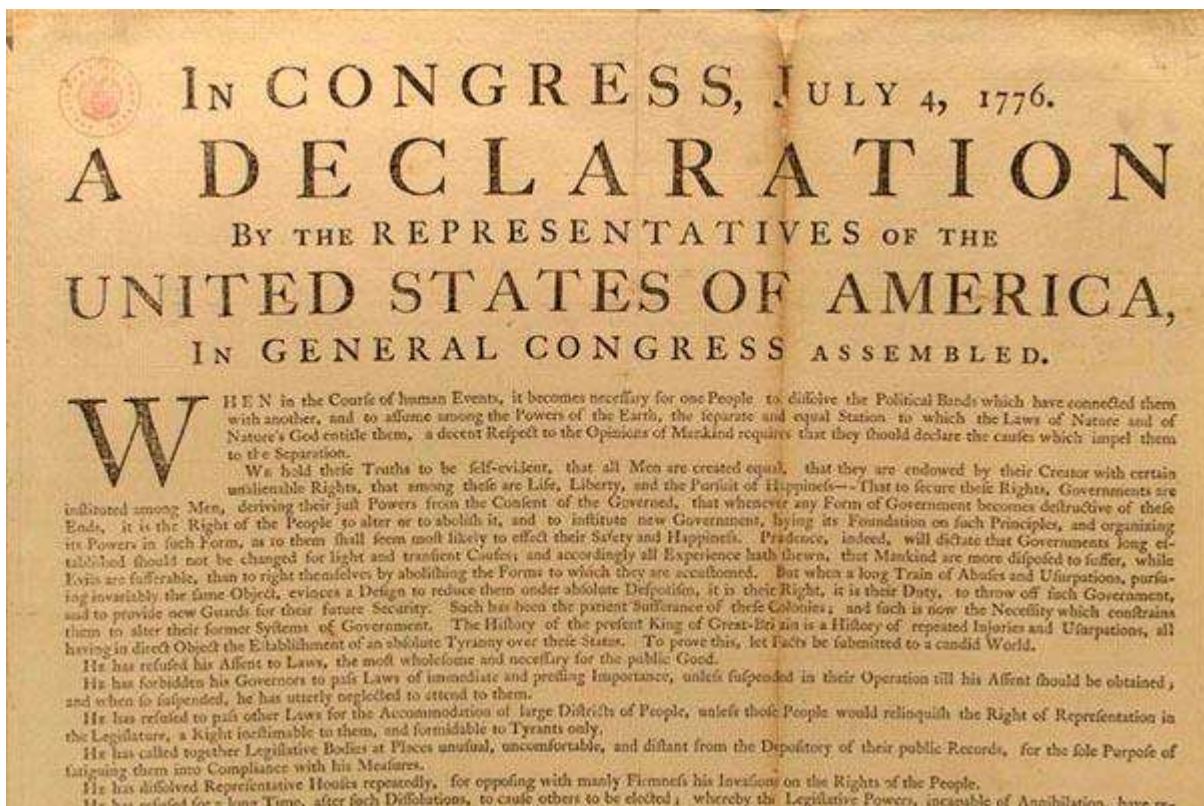 IN CONGRESS, JULY 4, 1776.
A DECLARATION
BY THE REPRESENTATIVES OF THE
UNITED STATES OF AMERICA,
IN GENERAL CONGRESS ASSEMBLED.
WHEN in the Courſe of human Events, it becomes neceſſary for one People to diſſolve the Political Bands which have connected them
with another, and to aſſume among the Powers of the Earth, the ſeparate and equal Station to which the Laws of Nature and of
Nature's God entitle them, a decent Reſpect to the Opinions of Mankind requires that they ſhould declare the cauſes which impel them
to the Separation.
WE hold theſe Truths to be ſelf-evident, that all Men are created equal, that they are endowed by their Creator with certain
unalienable Rights, that among theſe are Life, Liberty, and the Purſuit of Happineſs—-That to ſecure theſe Rights, Governments are
inſtituted among Men, deriving their juſt Powers from the Conſent of the Governed, that whenever any Form of Government becomes deſtructive of theſe
Ends, it is the Right of the People to alter or to aboliſh it, and to inſtitute new Government, laying its Foundation on ſuch Principles, and organizing
its Powers in ſuch Form, as to them ſhall ſeem moſt likely to effect their Safety and Happineſs. Prudence, indeed, will dictate that Governments long eſ-
tabliſhed ſhould not be changed for light and tranſient Cauſes; and accordingly all Experience hath ſhewn, that Mankind are more diſpoſed to ſuffer, while
Evils are ſufferable, than to right themſelves by aboliſhing the Forms to which they are accuſtomed. But when a long Train of Abuſes and Uſurpations, purſu-
ing invariably the ſame Object, evinces a Deſign to reduce them under abſolute Deſpotiſm, it is their Right, it is their Duty, to throw off ſuch Government,
and to provide new Guards for their future Security. Such has been the patient Sufferance of theſe Colonies; and ſuch is now the Neceſſity which conſtrains
them to alter their former Syſtems of Government. The Hiſtory of the preſent King of Great-Britain is a Hiſtory of repeated Injuries and Uſurpations, all
having in direct Object the Eſtabliſhment of an abſolute Tyranny over theſe States. To prove this, let Facts be ſubmitted to a candid World.
HE has refuſed his Aſſent to Laws, the moſt wholeſome and neceſſary for the public Good.
HE has forbidden his Governors to paſs Laws of immediate and preſſing Importance, unleſs ſuſpended in their Operation till his Aſſent ſhould be obtained;
and when ſo ſuſpended, he has utterly neglected to attend to them.
HE has refuſed to paſs other Laws for the Accommodation of large Diſtricts of People, unleſs thoſe People would relinquiſh the Right of Repreſentation in
the Legiſlature, a Right ineſtimable to them, and formidable to Tyrants only.
HE has called together Legiſlative Bodies at Places unuſual, uncomfortable, and diſtant from the Depoſitory of their public Records, for the ſole Purpoſe of
fatiguing them into Compliance with his Meaſures.
HE has diſſolved Repreſentative Houſes repeatedly, for oppoſing with manly Firmneſs his Invaſions on the Rights of the People.
HE has refuſed for a long Time, after ſuch Diſſolutions, to cauſe others to be elected; whereby the Legiſlative Powers, incapable of Annihilation, have